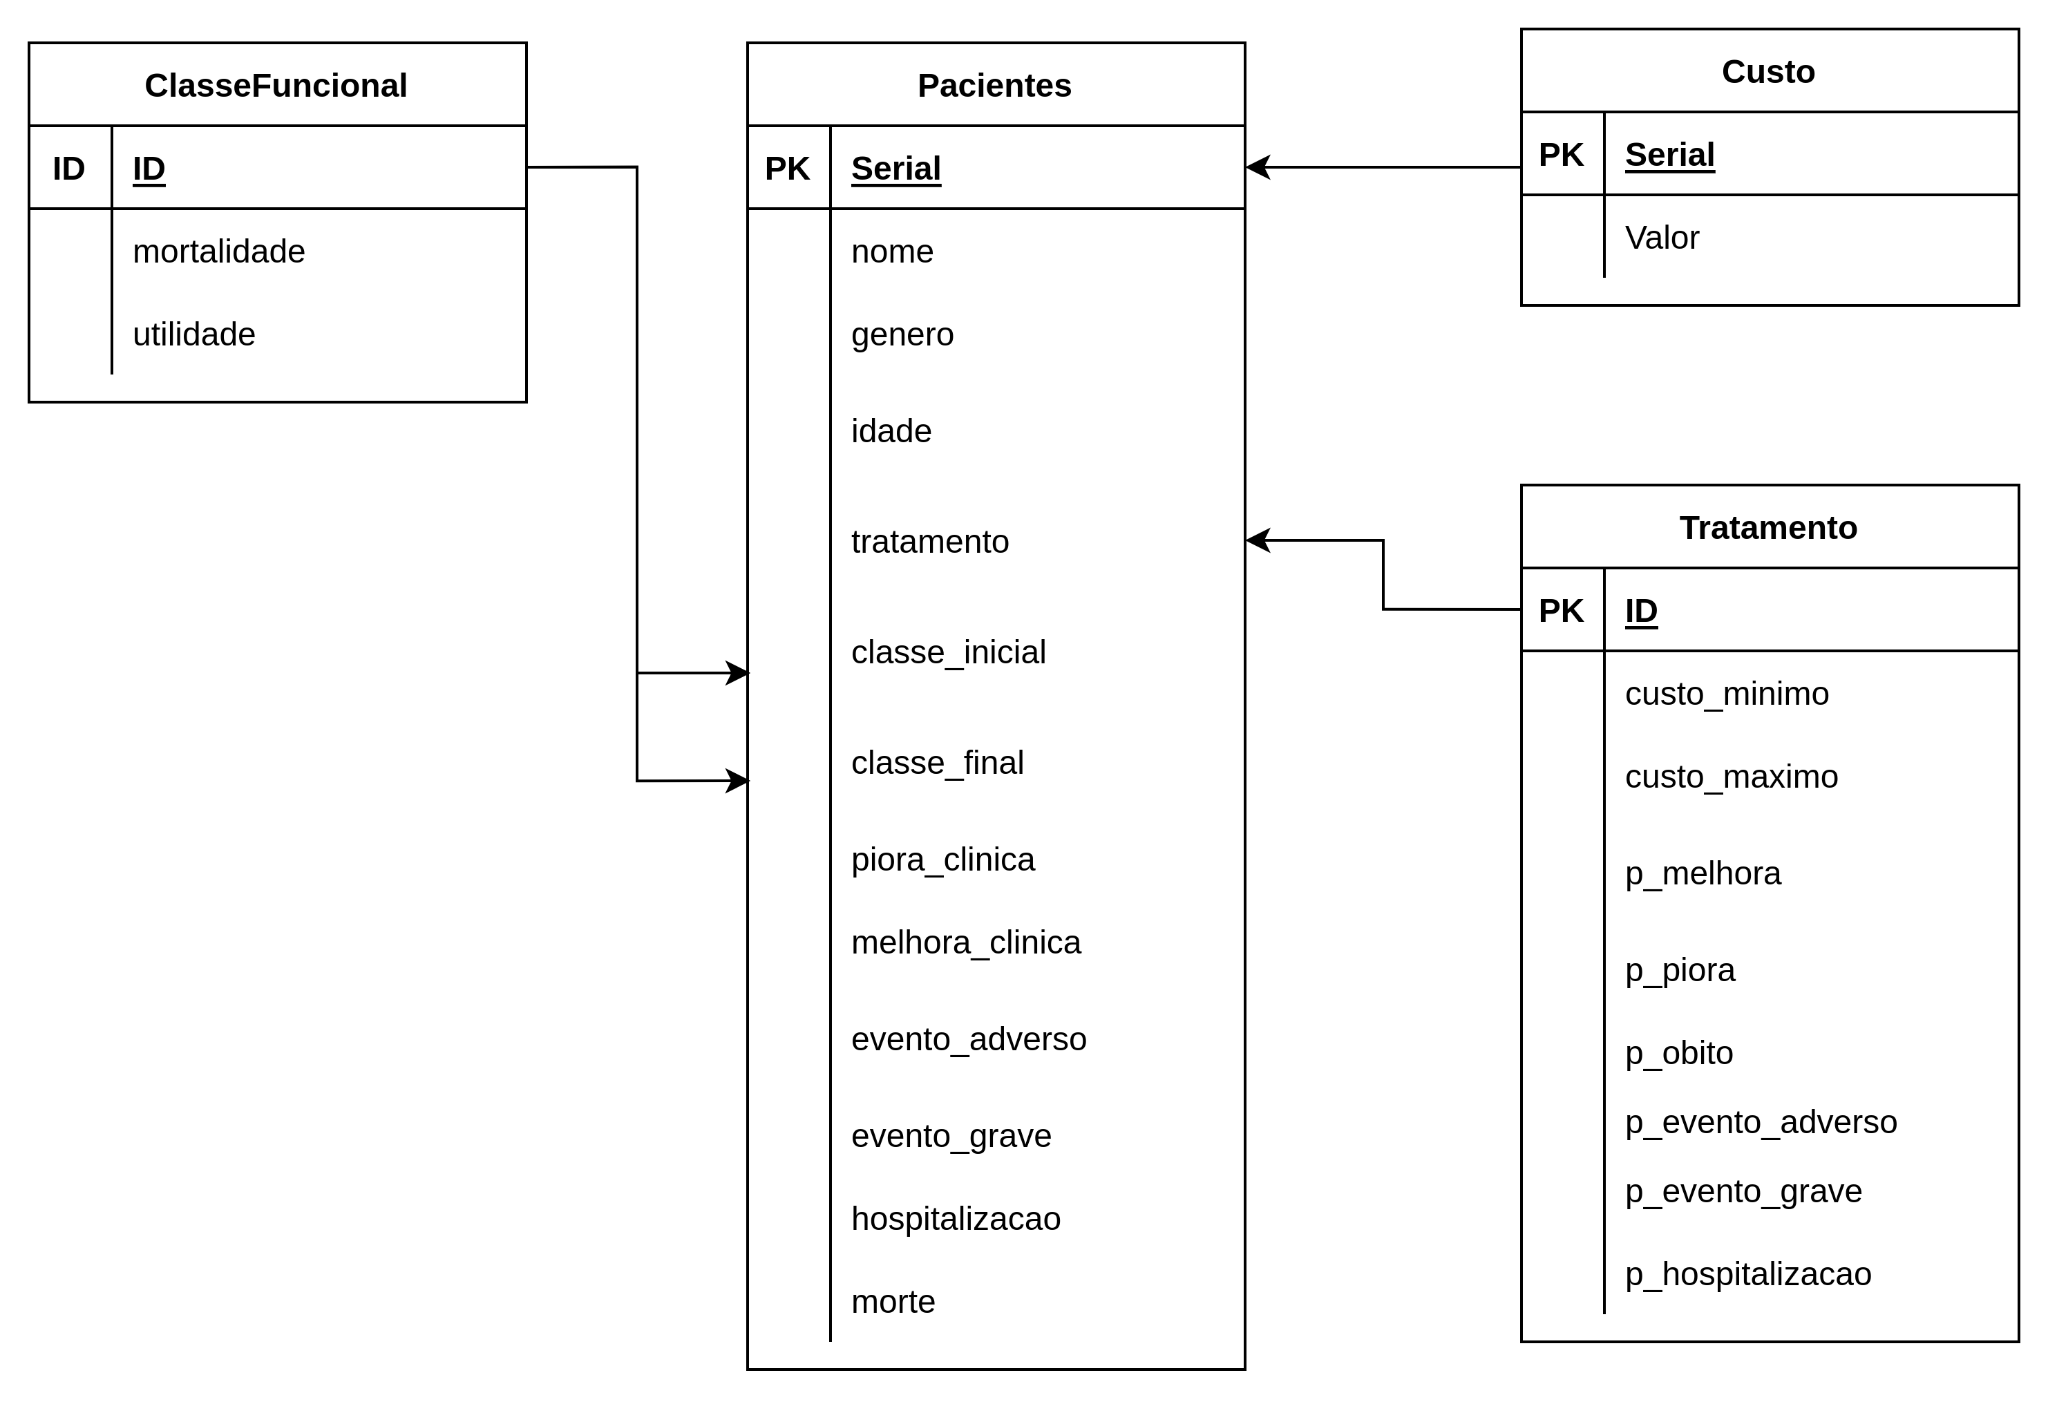 ClasseFuncional
ID ID
mortalidade
utilidade
Pacientes
PK Serial
nome
genero
idade
tratamento
classe_inicial
classe_final
piora_clinica
melhora_clinica
evento_adverso
evento_grave
hospitalizacao
morte
Custo
PK Serial
Valor
Tratamento
PK ID
custo_minimo
custo_maximo
p_melhora
p_piora
p_obito
p_evento_adverso
p_evento_grave
p_hospitalizacao